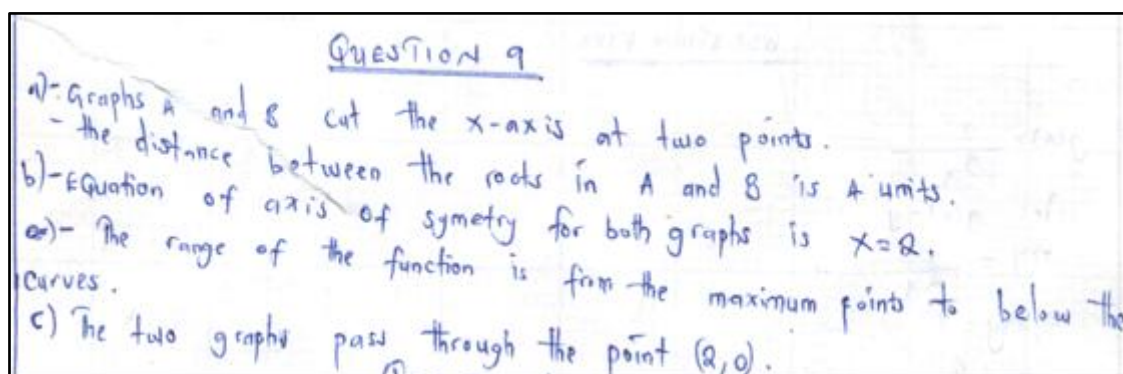 QUESTION 9
a)- Graphs A and B cut the x-axis at two points.
- the distance between the roots in A and B is 4 units.
b)- EQuation of axis of symetry for both graphs is x=2.
- The range of the function is from the maximum points to below the
curves.
c) The two graphs pass through the point (2,0).